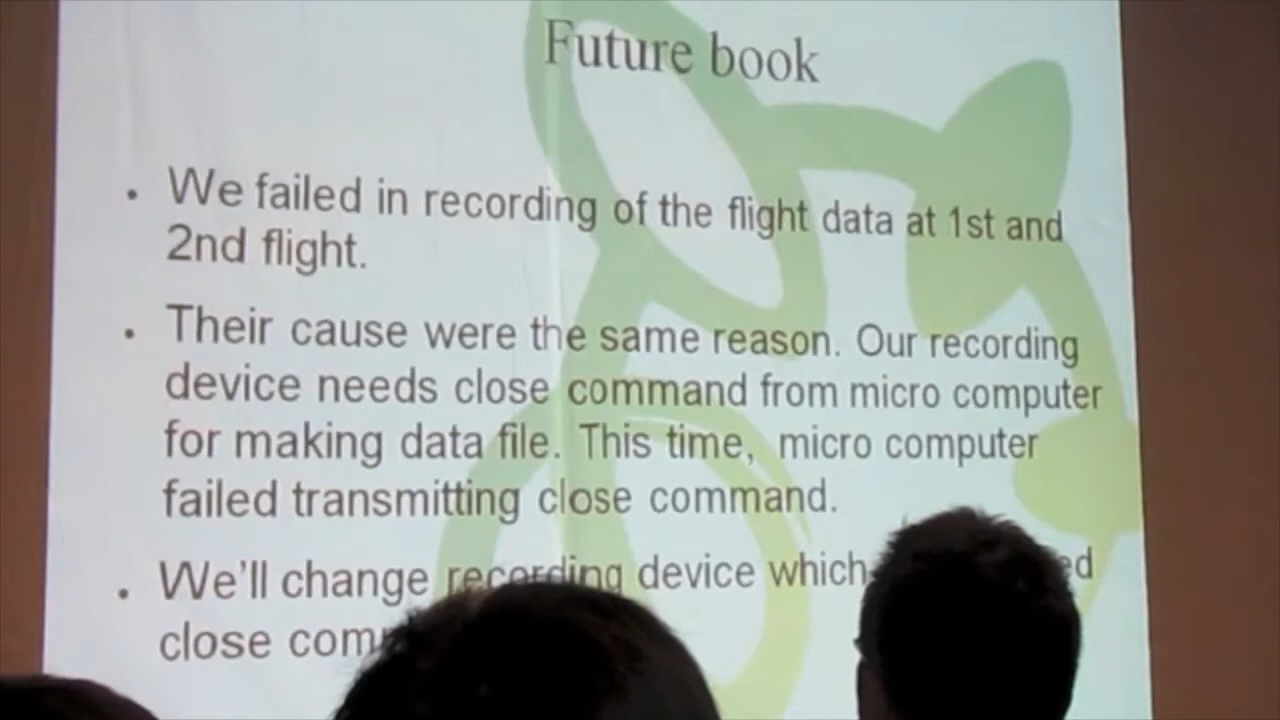 Future book
• We failed in recording of the flight data at 1st and
2nd flight.
• Their cause were the same reason. Our recording
device needs close command from micro computer
for making data file. This time, micro computer
failed transmitting close command.
• We'll change recording device which
close